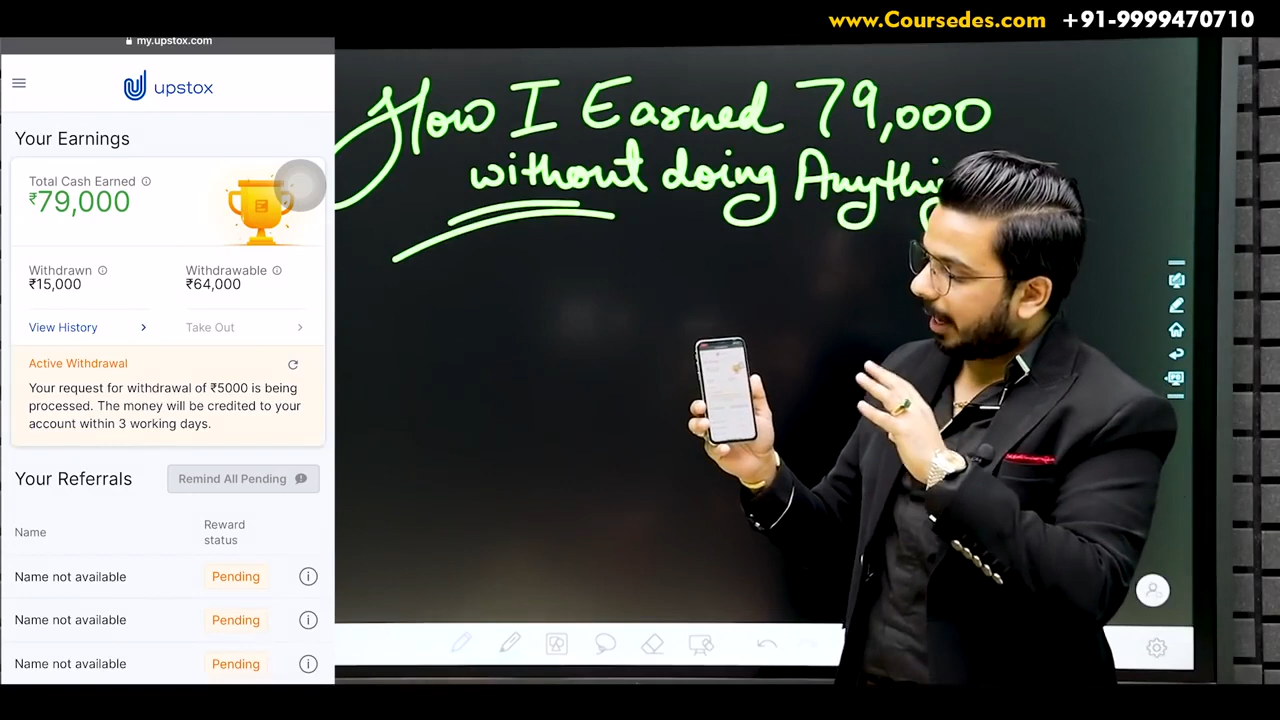 www.Coursedes.com +91-9999470710
my.upstox.com
upstox
Your Earnings
Total Cash Earned
₹79,000
Withdrawn
₹15,000
Withdrawable
₹64,000
View History
Take Out
Active Withdrawal
Your request for withdrawal of ₹5000 is being
processed. The money will be credited to your
account within 3 working days.
Your Referrals
Remind All Pending
Name
Reward
status
Name not available
Pending
Name not available
Pending
Name not available
Pending
How I Earned 79,000
without doing Anythi